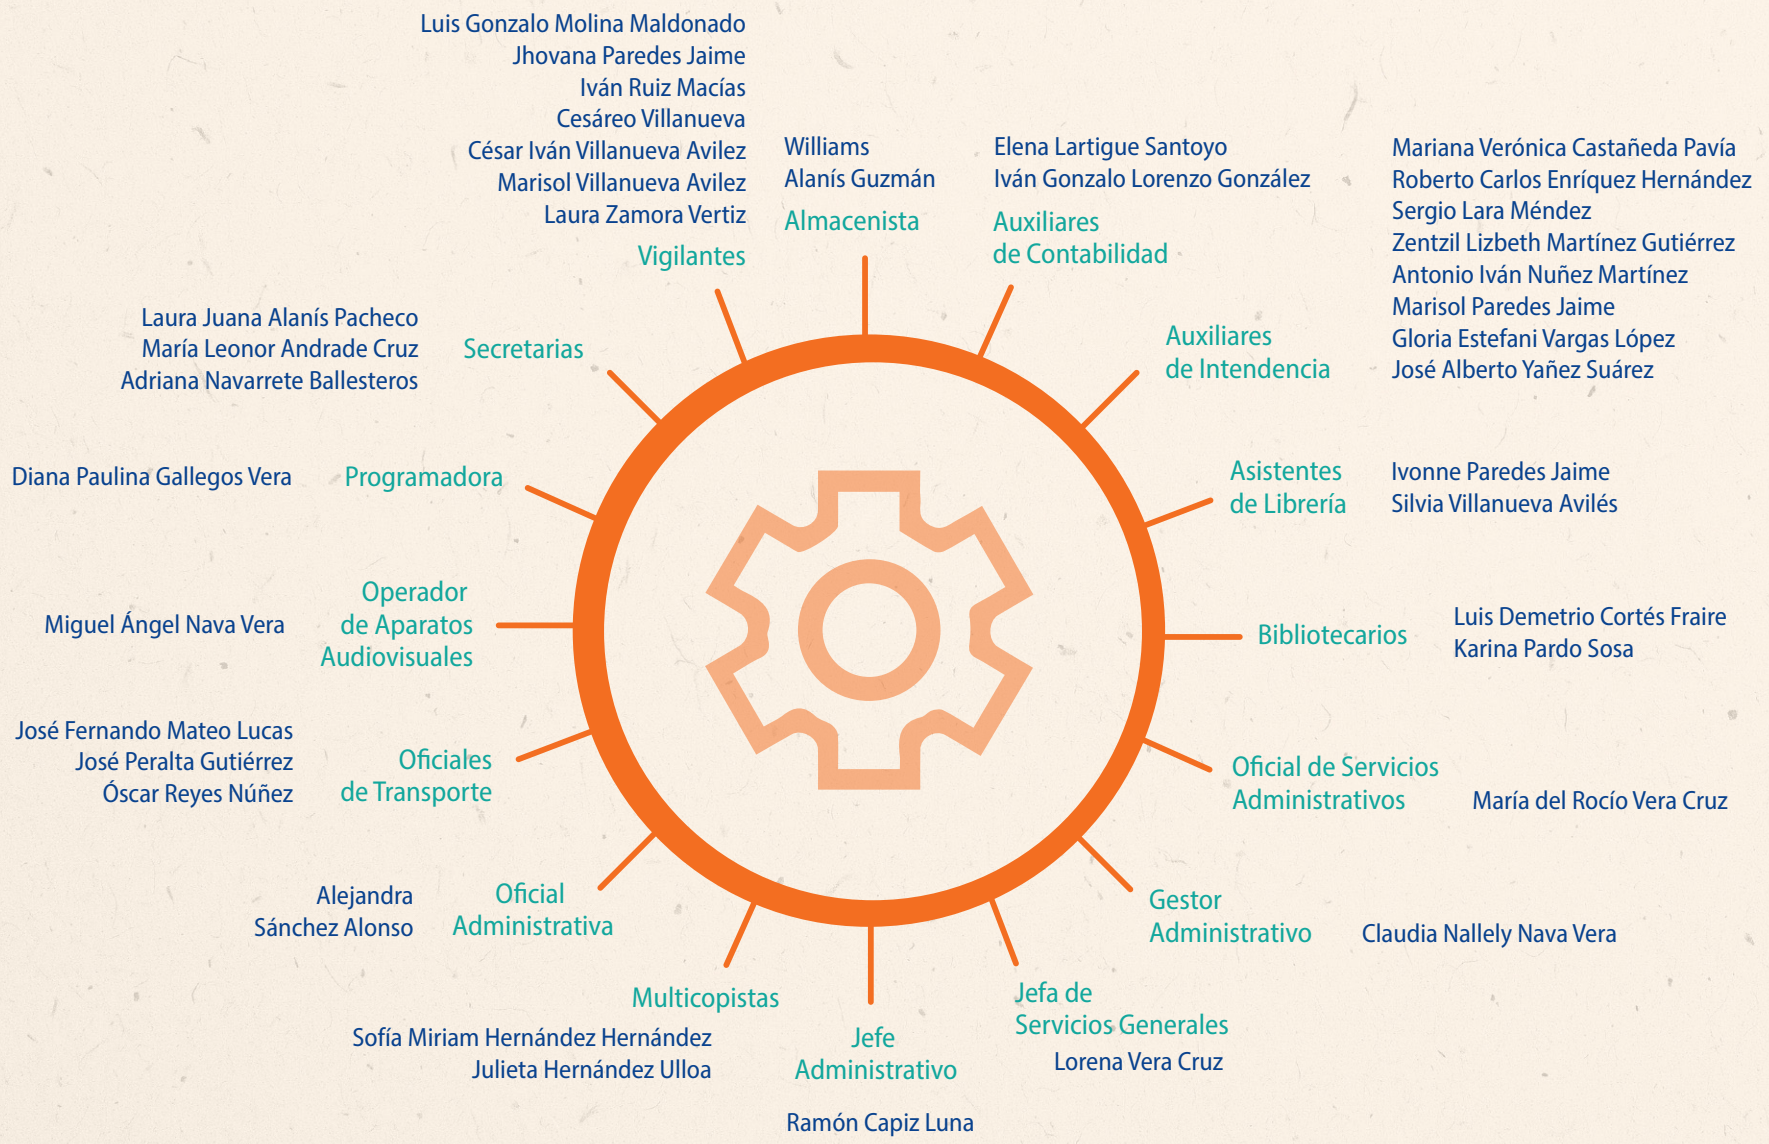 Luis Gonzalo Molina Maldonado
Jhovana Paredes Jaime
Iván Ruiz Macías
Cesáreo Villanueva
César Iván Villanueva Avilez
Marisol Villanueva Avilez
Laura Zamora Vertiz
Vigilantes
Williams
Alanís Guzmán
Almacenista
Elena Lartigue Santoyo
Iván Gonzalo Lorenzo González
Auxiliares
de Contabilidad
Mariana Verónica Castañeda Pavía
Roberto Carlos Enríquez Hernández
Sergio Lara Méndez
Zentzil Lizbeth Martínez Gutiérrez
Antonio Iván Nuñez Martínez
Marisol Paredes Jaime
Gloria Estefani Vargas López
José Alberto Yañez Suárez
Auxiliares
de Intendencia
Asistentes
de Librería
Ivonne Paredes Jaime
Silvia Villanueva Avilés
Bibliotecarios
Luis Demetrio Cortés Fraire
Karina Pardo Sosa
Oficial de Servicios
Administrativos
María del Rocío Vera Cruz
Gestor
Administrativo
Claudia Nallely Nava Vera
Jefa de
Servicios Generales
Lorena Vera Cruz
Jefe
Administrativo
Ramón Capiz Luna
Multicopistas
Sofía Miriam Hernández Hernández
Julieta Hernández Ulloa
Alejandra
Sánchez Alonso
Oficial
Administrativa
José Fernando Mateo Lucas
José Peralta Gutiérrez
Óscar Reyes Núñez
Oficiales
de Transporte
Miguel Ángel Nava Vera
Operador
de Aparatos
Audiovisuales
Diana Paulina Gallegos Vera
Programadora
Laura Juana Alanís Pacheco
María Leonor Andrade Cruz
Adriana Navarrete Ballesteros
Secretarias